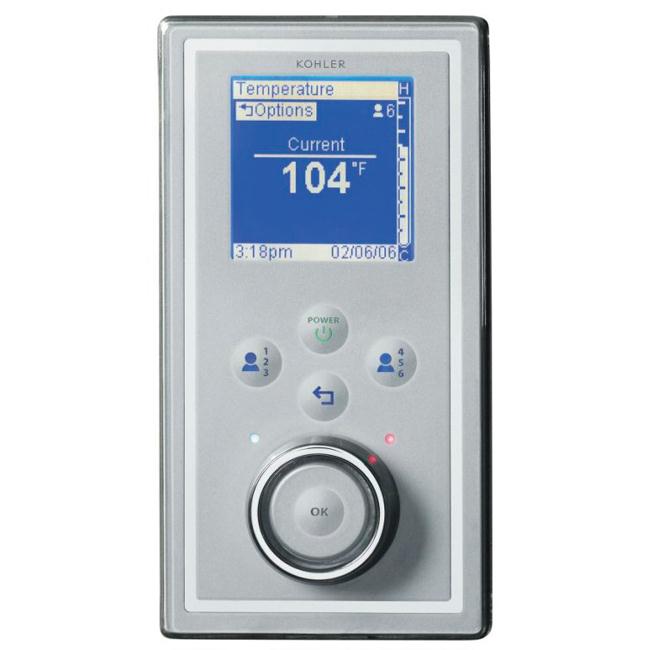 KOHLER
Temperature H
Options 6
Current
104°F
3:18pm 02/06/06 C
POWER
1
2
3
4
5
6
OK